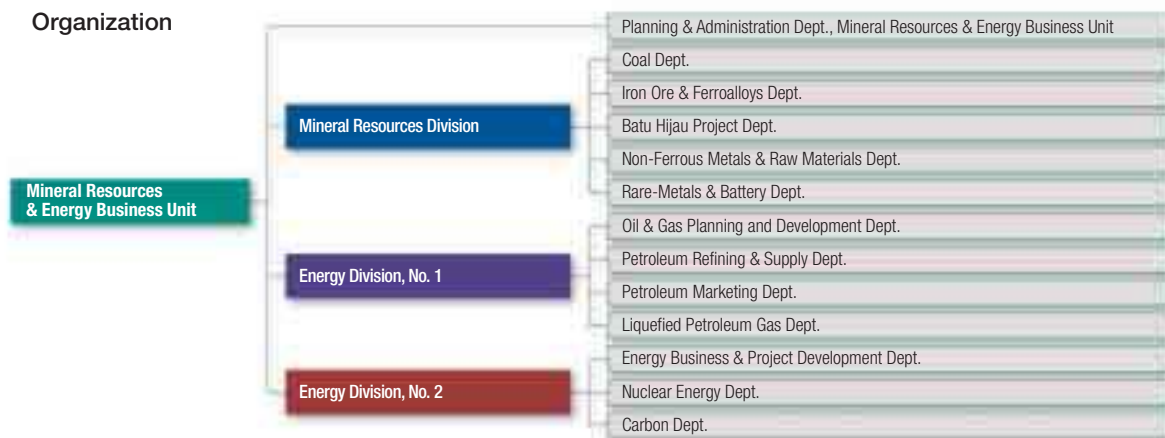 Organization
Planning & Administration Dept., Mineral Resources & Energy Business Unit
Coal Dept.
Iron Ore & Ferroalloys Dept.
Mineral Resources Division
Batu Hijau Project Dept.
Non-Ferrous Metals & Raw Materials Dept.
Rare-Metals & Battery Dept.
Mineral Resources
& Energy Business Unit
Oil & Gas Planning and Development Dept.
Petroleum Refining & Supply Dept.
Energy Division, No. 1
Petroleum Marketing Dept.
Liquefied Petroleum Gas Dept.
Energy Business & Project Development Dept.
Energy Division, No. 2
Nuclear Energy Dept.
Carbon Dept.